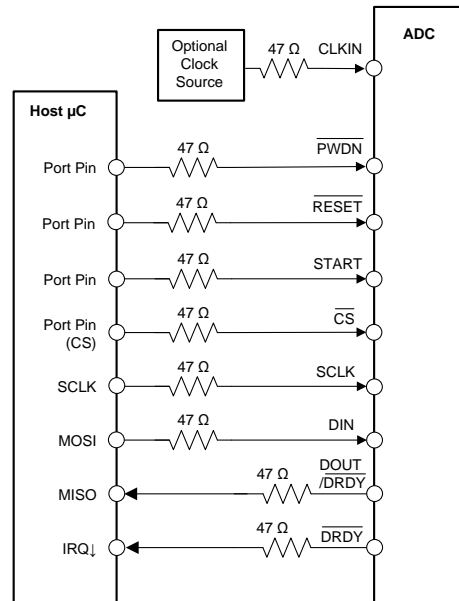 ADC
Optional
Clock
Source
47 Ω
CLKIN
Host µC
Port Pin
47 Ω
PWDN
Port Pin
47 Ω
RESET
Port Pin
47 Ω
START
Port Pin
(CS)
47 Ω
CS
SCLK
47 Ω
SCLK
MOSI
47 Ω
DIN
MISO
47 Ω
DOUT
/DRDY
IRQ↓
47 Ω
DRDY